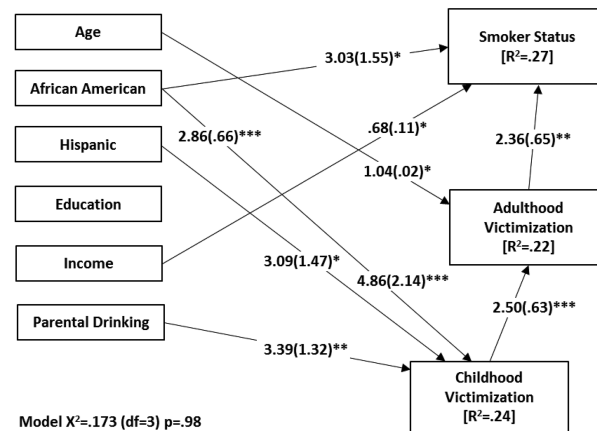 Age
African American
Hispanic
Education
Income
Parental Drinking
3.03(1.55)*
2.86(.66)***
.68(.11)*
1.04(.02)*
3.09(1.47)*
4.86(2.14)***
3.39(1.32)**
Smoker Status
[R²=.27]
2.36(.65)**
Adulthood
Victimization
[R²=.22]
2.50(.63)***
Childhood
Victimization
[R²=.24]
Model X²=.173 (df=3) p=.98